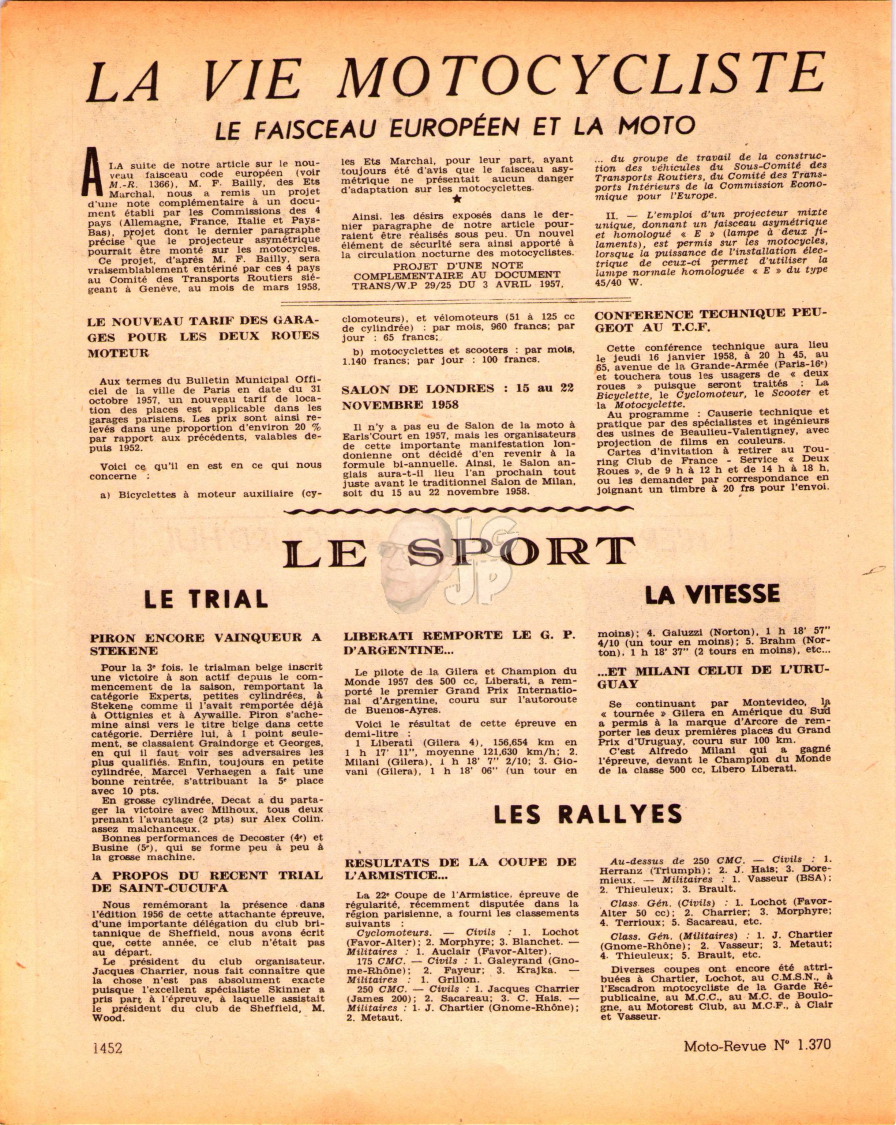 LA VIE MOTOCYCLISTE
LE FAISCEAU EUROPÉEN ET LA MOTO
A LA suite de notre article sur le nou-
veau faisceau code européen (voir
M.-R. 1366), M. F. Bailly, des Ets
Marchal, nous a remis un projet
d'une note complémentaire à un docu-
ment établi par les Commissions des 4
pays (Allemagne, France, Italie et Pays-
Bas), projet dont le dernier paragraphe
précise que le projecteur asymétrique
pourrait être monté sur les motocycles.
Ce projet, d'après M. F. Bailly, sera
vraisemblablement entériné par ces 4 pays
au Comité des Transports Routiers sié-
geant à Genève, au mois de mars 1958,
les Ets Marchal, pour leur part, ayant
toujours été d'avis que le faisceau asy-
métrique ne présentait aucun danger
d'adaptation sur les motocyclettes.
★
Ainsi, les désirs exposés dans le der-
nier paragraphe de notre article pour-
raient être réalisés sous peu. Un nouvel
élément de sécurité sera ainsi apporté à
la circulation nocturne des motocyclistes.
PROJET D'UNE NOTE
COMPLEMENTAIRE AU DOCUMENT
TRANS/W.P 29/25 DU 3 AVRIL 1957.
... du groupe de travail de la construc-
tion des véhicules du Sous-Comité des
Transports Routiers, du Comité des Trans-
ports Intérieurs de la Commission Econo-
mique pour l'Europe.
II. — L'emploi d'un projecteur mixte
unique, donnant un faisceau asymétrique
et homologué « E » (lampe à deux fi-
laments), est permis sur les motocycles,
lorsque la puissance de l'installation élec-
trique de ceux-ci permet d'utiliser la
lampe normale homologuée « E » du type
45/40 W.
LE NOUVEAU TARIF DES GARA-
GES POUR LES DEUX ROUES
MOTEUR
Aux termes du Bulletin Municipal Offi-
ciel de la ville de Paris en date du 31
octobre 1957, un nouveau tarif de loca-
tion des places est applicable dans les
garages parisiens. Les prix sont ainsi re-
levés dans une proportion d'environ 20 %
par rapport aux précédents, valables de-
puis 1952.
Voici ce qu'il en est en ce qui nous
concerne :
a) Bicyclettes à moteur auxiliaire (cy-
clomoteurs), et vélomoteurs (51 à 125 cc
de cylindrée) : par mois, 960 francs; par
jour : 65 francs;
b) motocyclettes et scooters : par mois,
1.140 francs; par jour : 100 francs.
SALON DE LONDRES : 15 au 22
NOVEMBRE 1958
Il n'y a pas eu de Salon de la moto à
Earls'Court en 1957, mais les organisateurs
de cette importante manifestation lon-
donienne ont décidé d'en revenir à la
formule bi-annuelle. Ainsi, le Salon an-
glais aura-t-il lieu l'an prochain tout
juste avant le traditionnel Salon de Milan,
soit du 15 au 22 novembre 1958.
CONFERENCE TECHNIQUE PEU-
GEOT AU T.C.F.
Cette conférence technique aura lieu
le jeudi 16 janvier 1958, à 20 h 45, au
65, avenue de la Grande-Armée (Paris-16e)
et touchera tous les usagers de « deux
roues » puisque seront traités : La
Bicyclette, le Cyclomoteur, le Scooter et
la Motocyclette.
Au programme : Causerie technique et
pratique par des spécialistes et ingénieurs
des usines de Beaulieu-Valentigney, avec
projection de films en couleurs.
Cartes d'invitation à retirer au Tou-
ring Club de France - Service « Deux
Roues », de 9 h à 12 h et de 14 h à 18 h,
ou les demander par correspondance en
joignant un timbre à 20 frs pour l'envoi.
LE SPORT
JG
JP
LE TRIAL
PIRON ENCORE VAINQUEUR A
STEKENE
Pour la 3e fois, le trialman belge inscrit
une victoire à son actif depuis le com-
mencement de la saison, remportant la
catégorie Experts, petites cylindrées, à
Stekene comme il l'avait remportée déjà
à Ottignies et à Aywaille. Piron s'ache-
mine ainsi vers le titre belge dans cette
catégorie. Derrière lui, à 1 point seule-
ment, se classaient Graindorge et Georges,
en qui il faut voir ses adversaires les
plus qualifiés. Enfin, toujours en petite
cylindrée, Marcel Verhaegen a fait une
bonne rentrée, s'attribuant la 5e place
avec 10 pts.
En grosse cylindrée, Decat a du parta-
ger la victoire avec Milhoux, tous deux
prenant l'avantage (2 pts) sur Alex Colin,
assez malchanceux.
Bonnes performances de Decoster (4e) et
Busine (5e), qui se forme peu à peu à
la grosse machine.
A PROPOS DU RECENT TRIAL
DE SAINT-CUCUFA
Nous remémorant la présence dans
l'édition 1956 de cette attachante épreuve,
d'une importante délégation du club bri-
tannique de Sheffield, nous avons écrit
que, cette année, ce club n'était pas
au départ.
Le président du club organisateur,
Jacques Charrier, nous fait connaître que
la chose n'est pas absolument exacte
puisque l'excellent spécialiste Skinner a
pris part à l'épreuve, à laquelle assistait
le président du club de Sheffield, M.
Wood.
LA VITESSE
LIBERATI REMPORTE LE G. P.
D'ARGENTINE...
Le pilote de la Gilera et Champion du
Monde 1957 des 500 cc, Liberati, a rem-
porté le premier Grand Prix Internatio-
nal d'Argentine, couru sur l'autoroute
de Buenos-Ayres.
Voici le résultat de cette épreuve en
demi-litre :
1 Liberati (Gilera 4), 156,654 km en
1 h 17' 11", moyenne 121,630 km/h; 2.
Milani (Gilera), 1 h 18' 7" 2/10; 3. Gio-
vani (Gilera), 1 h 18' 06" (un tour en
moins); 4. Galuzzi (Norton), 1 h 18' 57"
4/10 (un tour en moins); 5. Brahm (Nor-
ton), 1 h 18' 37" (2 tours en moins), etc...
...ET MILANI CELUI DE L'URU-
GUAY
Se continuant par Montevideo, la
« tournée » Gilera en Amérique du Sud
a permis à la marque d'Arcore de rem-
porter les deux premières places du Grand
Prix d'Uruguay, couru sur 100 km.
C'est Alfredo Milani qui a gagné
l'épreuve, devant le Champion du Monde
de la classe 500 cc, Libero Liberati.
LES RALLYES
RESULTATS DE LA COUPE DE
L'ARMISTICE...
La 22e Coupe de l'Armistice, épreuve de
régularité, récemment disputée dans la
région parisienne, a fourni les classements
suivants :
Cyclomoteurs. — Civils : 1. Lochot
(Favor-Alter); 2. Morphyre; 3. Blanchet. —
Militaires : 1. Auclair (Favor-Alter).
175 CMC. — Civils : 1. Galeyrand (Gno-
me-Rhône); 2. Fayeur; 3. Krajka. —
Militaires : 1. Grillon.
250 CMC. — Civils : 1. Jacques Charrier
(James 200); 2. Sacareau; 3. C. Hais. —
Militaires : 1. J. Chartier (Gnome-Rhône);
2. Metaut.
Au-dessus de 250 CMC. — Civils : 1.
Herranz (Triumph); 2. J. Hais; 3. Dore-
mieux. — Militaires : 1. Vasseur (BSA);
2. Thieuleux; 3. Brault.
Class. Gén. (Civils) : 1. Lochot (Favor-
Alter 50 cc); 2. Charrier; 3. Morphyre;
4. Terrioux; 5. Sacareau, etc.
Class. Gén. (Militaires) : 1. J. Chartier
(Gnome-Rhône); 2. Vasseur; 3. Metaut;
4. Thieuleux; 5. Brault, etc.
Diverses coupes ont encore été attri-
buées à Chartier, Lochot, au C.M.S.N., à
l'Escadron motocycliste de la Garde Ré-
publicaine, au M.C.C., au M.C. de Boulo-
gne, au Motorest Club, au M.C.F., à Clair
et Vasseur.
1452
Moto-Revue N° 1.370